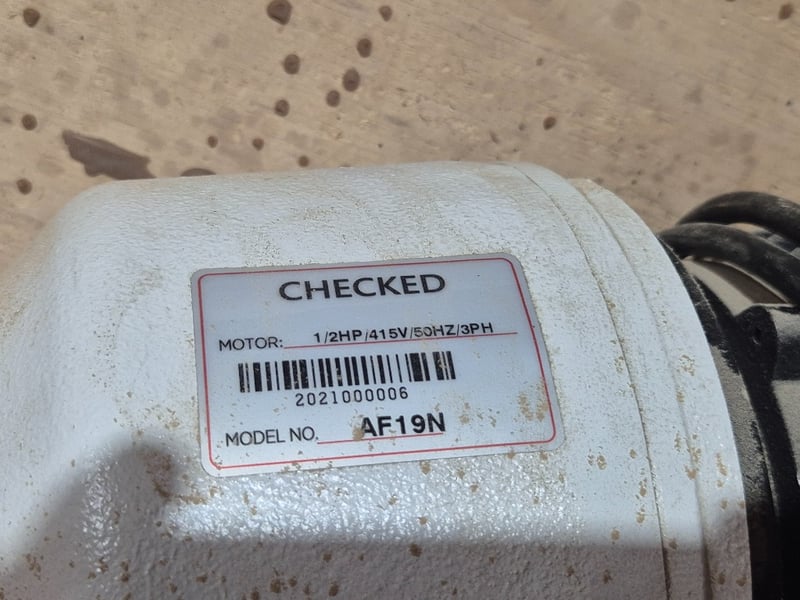 CHECKED
MOTOR: 1/2HP/415V/50HZ/3PH
2021000006
MODEL NO. AF19N